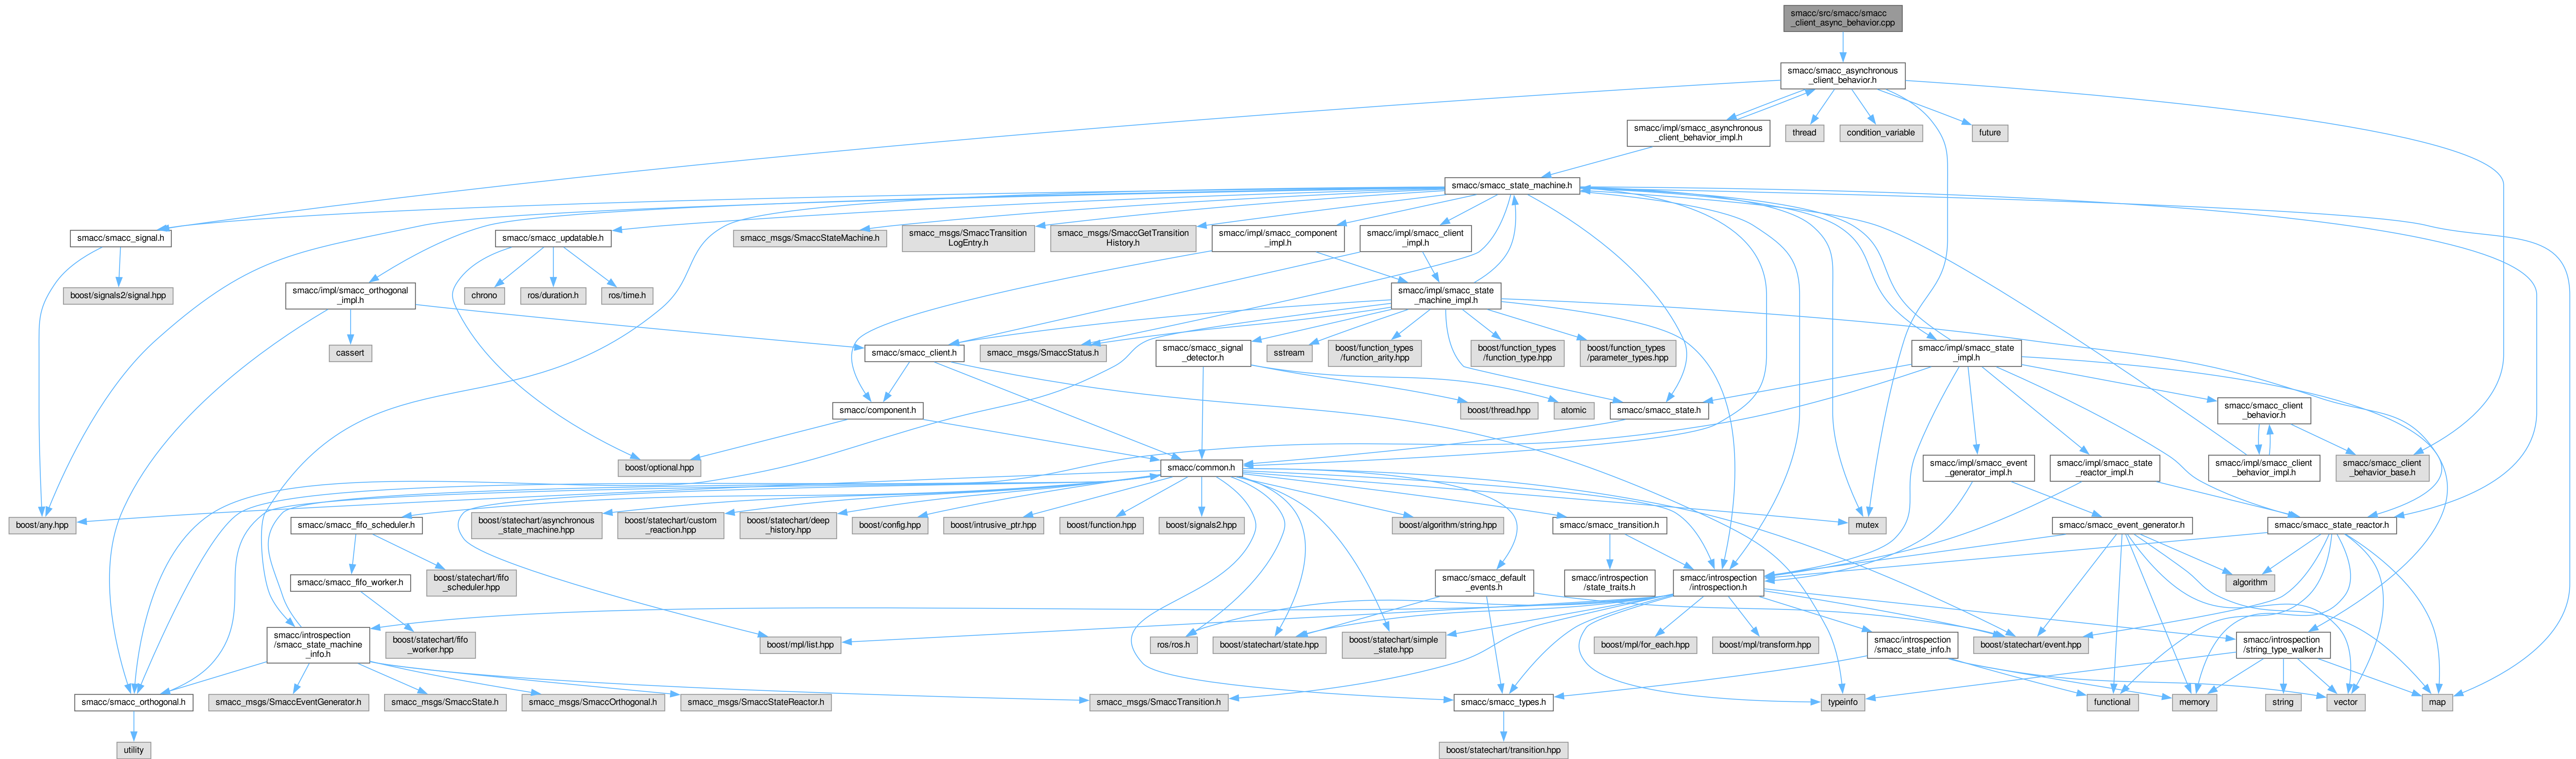 smacc/src/smacc/smacc
_client_async_behavior.cpp
smacc/smacc_asynchronous
_client_behavior.h
smacc/impl/smacc_asynchronous
_client_behavior_impl.h
thread
condition_variable
future
smacc/smacc_state_machine.h
smacc/smacc_signal.h
smacc/smacc_updatable.h
smacc_msgs/SmaccStateMachine.h
smacc_msgs/SmaccTransition
LogEntry.h
smacc_msgs/SmaccGetTransition
History.h
smacc/impl/smacc_component
_impl.h
smacc/impl/smacc_client
_impl.h
boost/signals2/signal.hpp
smacc/impl/smacc_orthogonal
_impl.h
chrono
ros/duration.h
ros/time.h
smacc/impl/smacc_state
_machine_impl.h
cassert
smacc/smacc_client.h
smacc_msgs/SmaccStatus.h
smacc/smacc_signal
_detector.h
sstream
boost/function_types
/function_arity.hpp
boost/function_types
/function_type.hpp
boost/function_types
/parameter_types.hpp
smacc/impl/smacc_state
_impl.h
smacc/component.h
boost/thread.hpp
atomic
smacc/smacc_state.h
smacc/smacc_client
_behavior.h
boost/optional.hpp
smacc/common.h
smacc/impl/smacc_event
_generator_impl.h
smacc/impl/smacc_state
_reactor_impl.h
smacc/impl/smacc_client
_behavior_impl.h
smacc/smacc_client
_behavior_base.h
boost/any.hpp
smacc/smacc_fifo_scheduler.h
boost/statechart/asynchronous
_state_machine.hpp
boost/statechart/custom
_reaction.hpp
boost/statechart/deep
_history.hpp
boost/config.hpp
boost/intrusive_ptr.hpp
boost/function.hpp
boost/signals2.hpp
boost/algorithm/string.hpp
smacc/smacc_transition.h
mutex
smacc/smacc_event_generator.h
smacc/smacc_state_reactor.h
smacc/smacc_fifo_worker.h
boost/statechart/fifo
_scheduler.hpp
smacc/smacc_default
_events.h
smacc/introspection
/state_traits.h
smacc/introspection
/introspection.h
algorithm
smacc/introspection
/smacc_state_machine
_info.h
boost/statechart/fifo
_worker.hpp
boost/mpl/list.hpp
ros/ros.h
boost/statechart/state.hpp
boost/statechart/simple
_state.hpp
boost/mpl/for_each.hpp
boost/mpl/transform.hpp
smacc/introspection
/smacc_state_info.h
boost/statechart/event.hpp
smacc/introspection
/string_type_walker.h
smacc/smacc_orthogonal.h
smacc_msgs/SmaccEventGenerator.h
smacc_msgs/SmaccState.h
smacc_msgs/SmaccOrthogonal.h
smacc_msgs/SmaccStateReactor.h
smacc_msgs/SmaccTransition.h
smacc/smacc_types.h
typeinfo
functional
memory
string
vector
map
utility
boost/statechart/transition.hpp